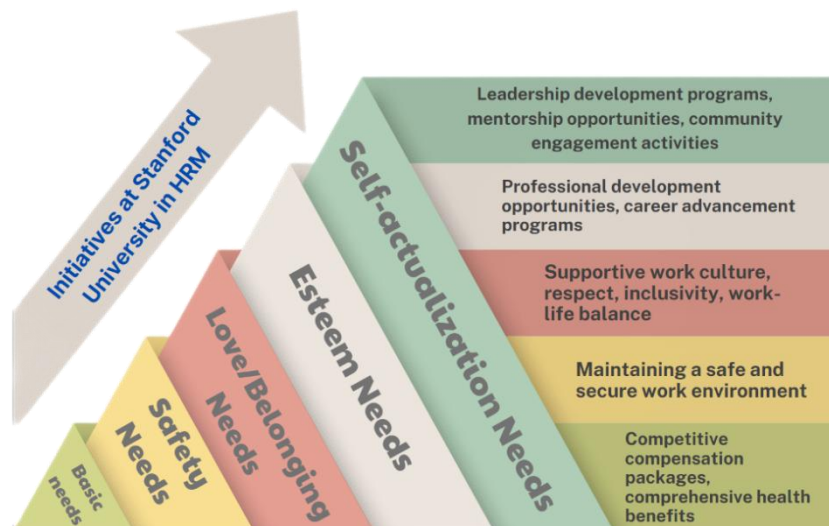 Initiatives at Stanford
University in HRM
Self-actualization Needs
Leadership development programs,
mentorship opportunities, community
engagement activities
Esteem Needs
Professional development
opportunities, career advancement
programs
Love/Belonging
Needs
Supportive work culture,
respect, inclusivity, work-
life balance
Safety
Needs
Maintaining a safe and
secure work environment
Basic
needs
Competitive
compensation
packages,
comprehensive health
benefits